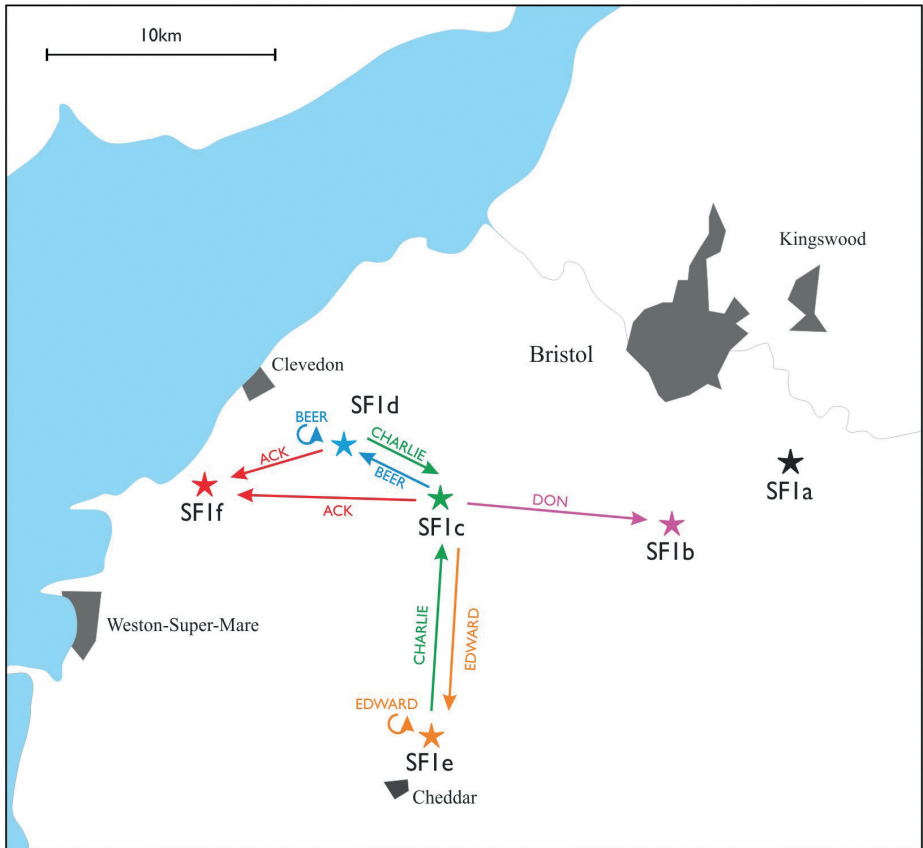 10km
Kingswood
Bristol
Clevedon
BEER
SF1d
CHARLIE
ACK
BEER
SF1a
SF1f
ACK
SF1c
DON
SF1b
Weston-Super-Mare
CHARLIE
EDWARD
EDWARD
SF1e
Cheddar